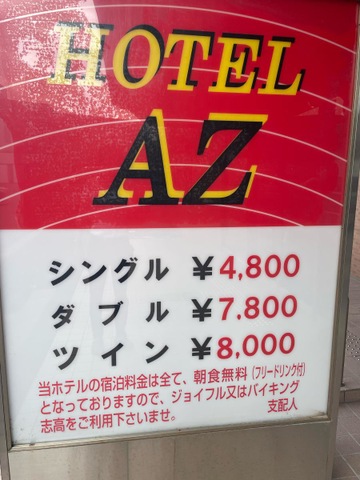 HOTEL
AZ
シングル ¥4,800
ダブル ¥7,800
ツイン ¥8,000
当ホテルの宿泊料金は全て、朝食無料(フリードリンク付)
となっておりますので、ジョイフル又はバイキング
志高をご利用下さいませ。 支配人